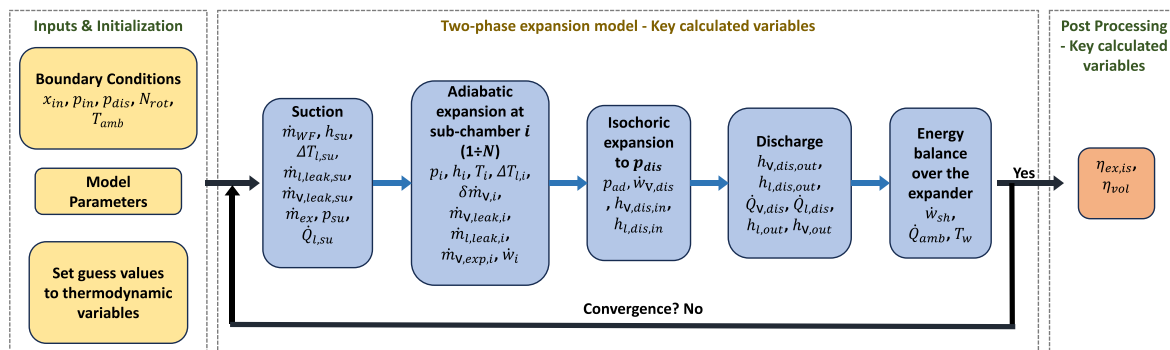 Inputs & Initialization
Boundary Conditions
x_in, p_in, p_dis, N_rot,
T_amb
Model
Parameters
Set guess values
to thermodynamic
variables
Two-phase expansion model - Key calculated variables
Suction
ṁ_WF, h_su,
ΔT_l,su,
ṁ_l,leak,su,
ṁ_V,leak,su,
ṁ_ex, p_su,
Q̇_l,su
Adiabatic
expansion at
sub-chamber i
(1÷N)
p_i, h_i, T_i, ΔT_l,i,
δṁ_V,i,
ṁ_V,leak,i,
ṁ_l,leak,i,
ṁ_V,exp,i, ẇ_i
Isochoric
expansion
to p_dis
p_ad, ẇ_V,dis
, h_V,dis,in,
h_l,dis,in
Discharge
h_V,dis,out,
h_l,dis,out,
Q̇_V,dis, Q̇_l,dis,
h_l,out, h_V,out
Energy
balance
over the
expander
ẇ_sh,
Q̇_amb, T_w
Yes
Convergence? No
Post Processing
- Key calculated
variables
η_ex,is,
η_vol